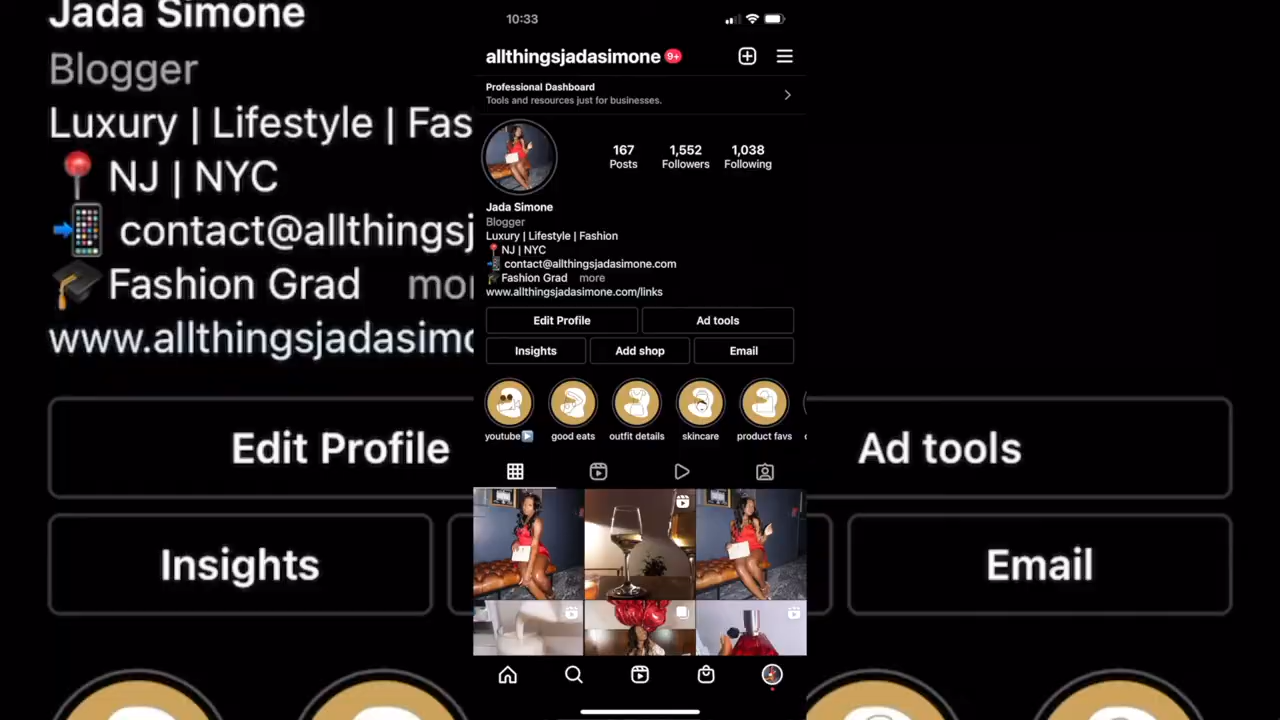 Jada Simone
Blogger
Luxury | Lifestyle | Fas
NJ | NYC
contact@allthingsj
Fashion Grad mor
www.allthingsjadasimo
Edit Profile
Ad tools
Insights
Email
10:33
allthingsjadasimone 9+
Professional Dashboard
Tools and resources just for businesses.
167 1,552 1,038
Posts Followers Following
Jada Simone
Blogger
Luxury | Lifestyle | Fashion
NJ | NYC
contact@allthingsjadasimone.com
Fashion Grad more
www.allthingsjadasimone.com/links
Edit Profile Ad tools
Insights Add shop Email
youtube good eats outfit details skincare product favs